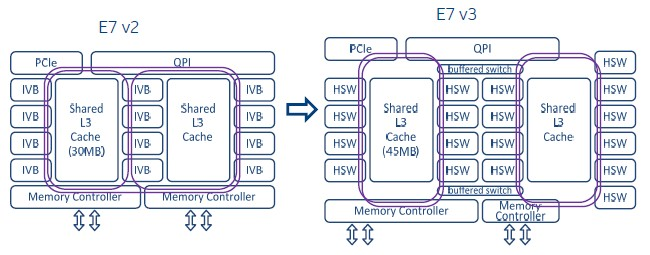 E7 v2
PCIe
QPI
IVB
IVB
IVB
IVB
Shared
L3
Cache
(30MB)
IVB
IVB
IVB
IVB
Shared
L3
Cache
IVB
IVB
IVB
IVB
Memory Controller
Memory Controller
E7 v3
PCIe
QPI
buffered switch
HSW
HSW
HSW
HSW
Shared
L3
Cache
(45MB)
HSW
HSW
HSW
HSW
HSW
HSW
HSW
HSW
Shared
L3
Cache
HSW
HSW
HSW
HSW
HSW
HSW
buffered switch
Memory Controller
Memory
Controller